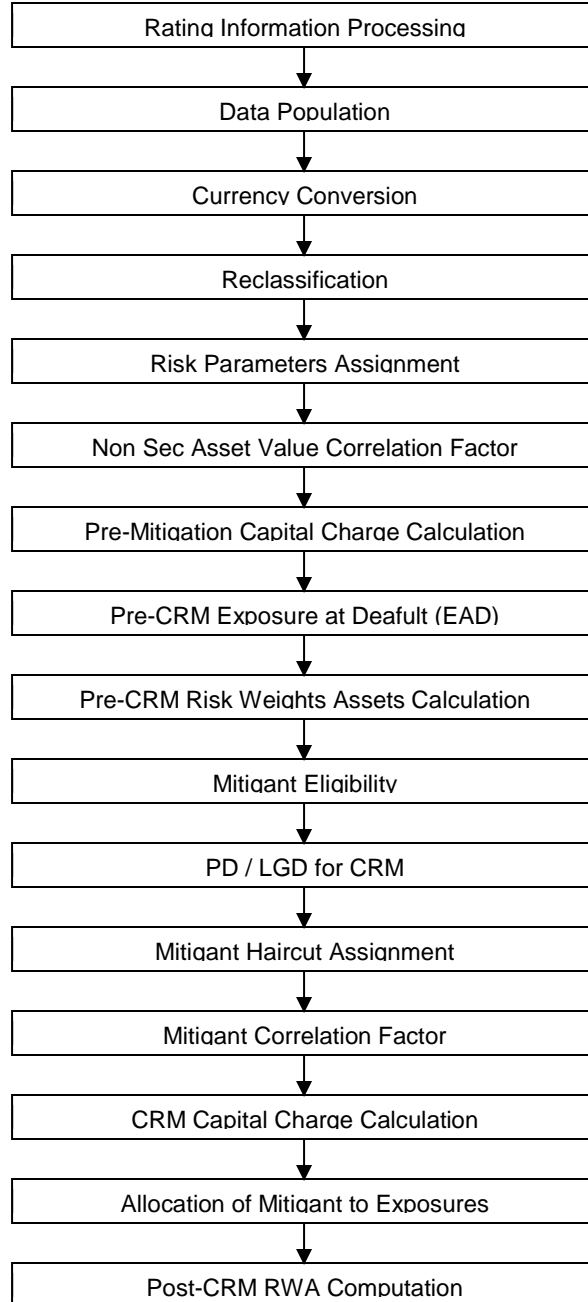 Rating Information Processing
Data Population
Currency Conversion
Reclassification
Risk Parameters Assignment
Non Sec Asset Value Correlation Factor
Pre-Mitigation Capital Charge Calculation
Pre-CRM Exposure at Deafult (EAD)
Pre-CRM Risk Weights Assets Calculation
Mitigant Eligibility
PD / LGD for CRM
Mitigant Haircut Assignment
Mitigant Correlation Factor
CRM Capital Charge Calculation
Allocation of Mitigant to Exposures
Post-CRM RWA Computation